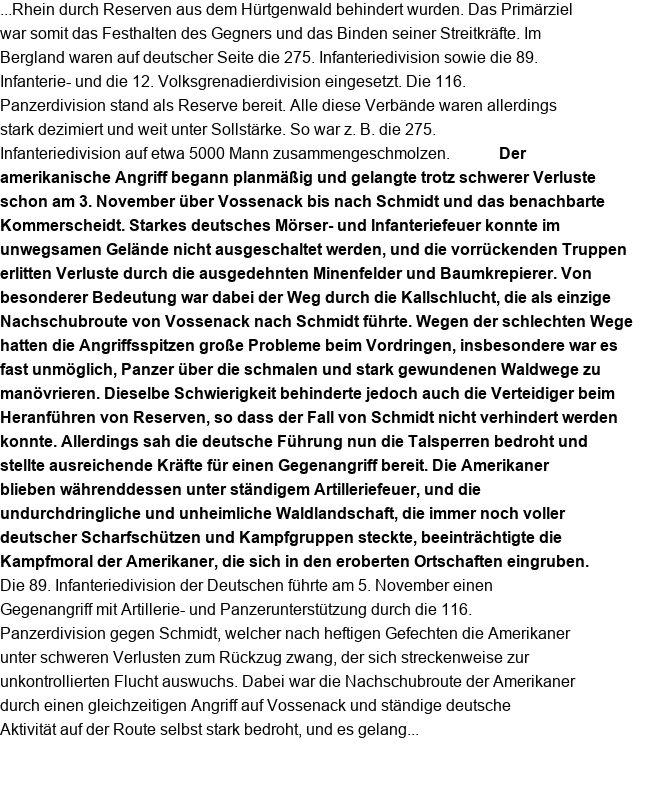 ...Rhein durch Reserven aus dem Hürtgenwald behindert wurden. Das Primärziel
war somit das Festhalten des Gegners und das Binden seiner Streitkräfte. Im
Bergland waren auf deutscher Seite die 275. Infanteriedivision sowie die 89.
Infanterie- und die 12. Volksgrenadierdivision eingesetzt. Die 116.
Panzerdivision stand als Reserve bereit. Alle diese Verbände waren allerdings
stark dezimiert und weit unter Sollstärke. So war z. B. die 275.
Infanteriedivision auf etwa 5000 Mann zusammengeschmolzen. Der
amerikanische Angriff begann planmäßig und gelangte trotz schwerer Verluste
schon am 3. November über Vossenack bis nach Schmidt und das benachbarte
Kommerscheidt. Starkes deutsches Mörser- und Infanteriefeuer konnte im
unwegsamen Gelände nicht ausgeschaltet werden, und die vorrückenden Truppen
erlitten Verluste durch die ausgedehnten Minenfelder und Baumkrepierer. Von
besonderer Bedeutung war dabei der Weg durch die Kallschlucht, die als einzige
Nachschubroute von Vossenack nach Schmidt führte. Wegen der schlechten Wege
hatten die Angriffsspitzen große Probleme beim Vordringen, insbesondere war es
fast unmöglich, Panzer über die schmalen und stark gewundenen Waldwege zu
manövrieren. Dieselbe Schwierigkeit behinderte jedoch auch die Verteidiger beim
Heranführen von Reserven, so dass der Fall von Schmidt nicht verhindert werden
konnte. Allerdings sah die deutsche Führung nun die Talsperren bedroht und
stellte ausreichende Kräfte für einen Gegenangriff bereit. Die Amerikaner
blieben währenddessen unter ständigem Artilleriefeuer, und die
undurchdringliche und unheimliche Waldlandschaft, die immer noch voller
deutscher Scharfschützen und Kampfgruppen steckte, beeinträchtigte die
Kampfmoral der Amerikaner, die sich in den eroberten Ortschaften eingruben.
Die 89. Infanteriedivision der Deutschen führte am 5. November einen
Gegenangriff mit Artillerie- und Panzerunterstützung durch die 116.
Panzerdivision gegen Schmidt, welcher nach heftigen Gefechten die Amerikaner
unter schweren Verlusten zum Rückzug zwang, der sich streckenweise zur
unkontrollierten Flucht auswuchs. Dabei war die Nachschubroute der Amerikaner
durch einen gleichzeitigen Angriff auf Vossenack und ständige deutsche
Aktivität auf der Route selbst stark bedroht, und es gelang...